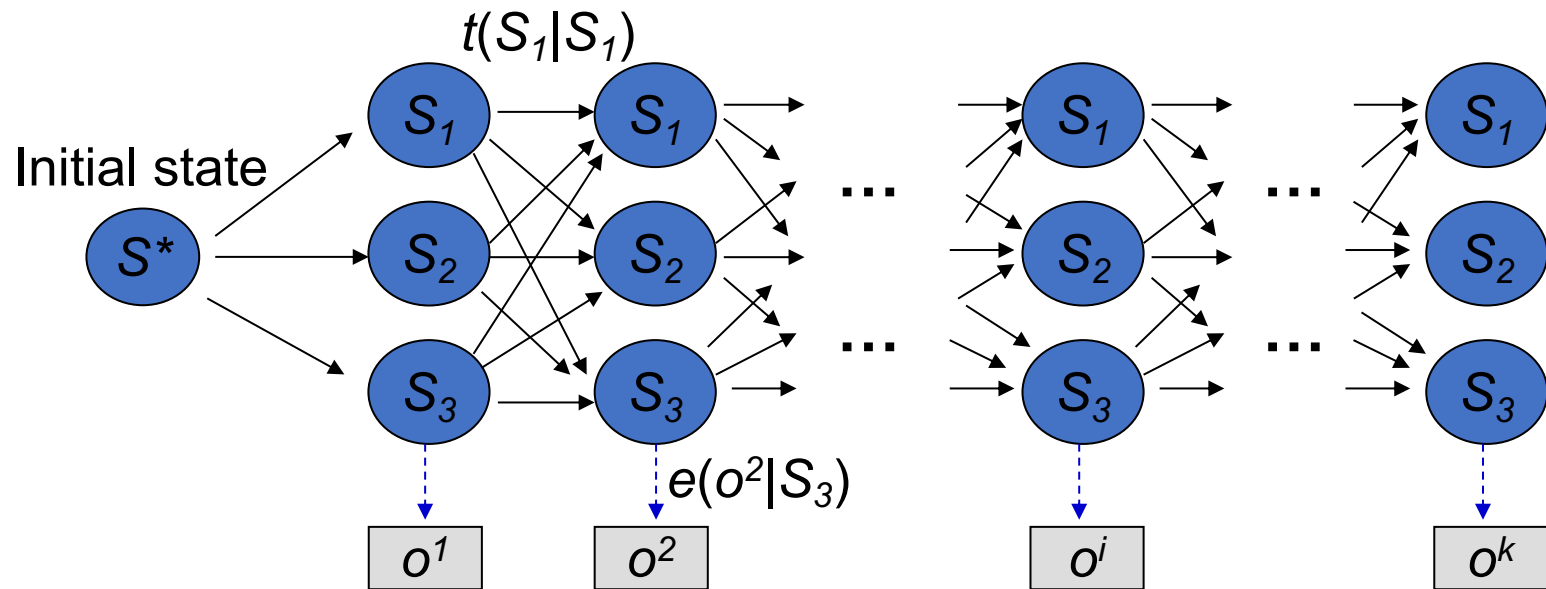 t(S₁|S₁)
S₁ S₁ S₁ S₁
Initial state
... ...
S* S₂ S₂ S₂ S₂
... ...
S₃ S₃ S₃ S₃
e(o²|S₃)
o¹ o² oⁱ oᵏ